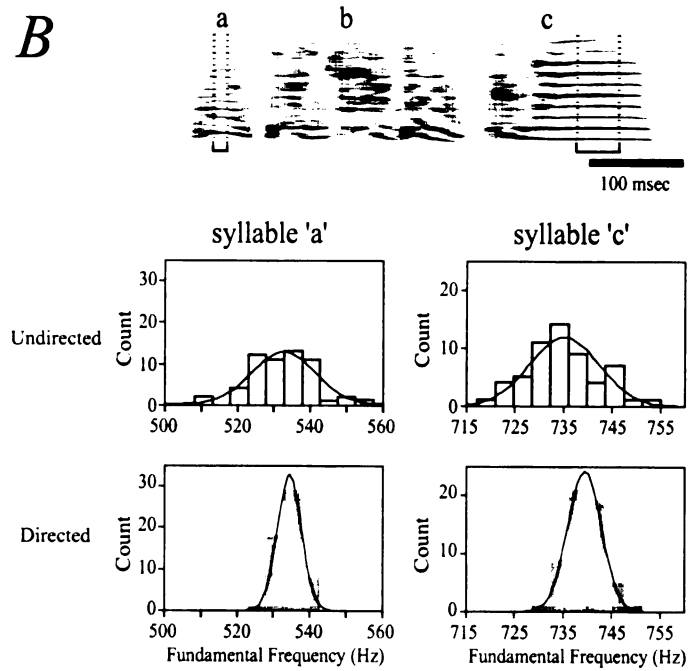 B
a b c
100 msec
syllable 'a' syllable 'c'
Undirected
Count
30
20
10
0
500 520 540 560
Count
20
10
0
715 725 735 745 755
Directed
Count
30
20
10
0
500 520 540 560
Fundamental Frequency (Hz)
Count
20
10
0
715 725 735 745 755
Fundamental Frequency (Hz)